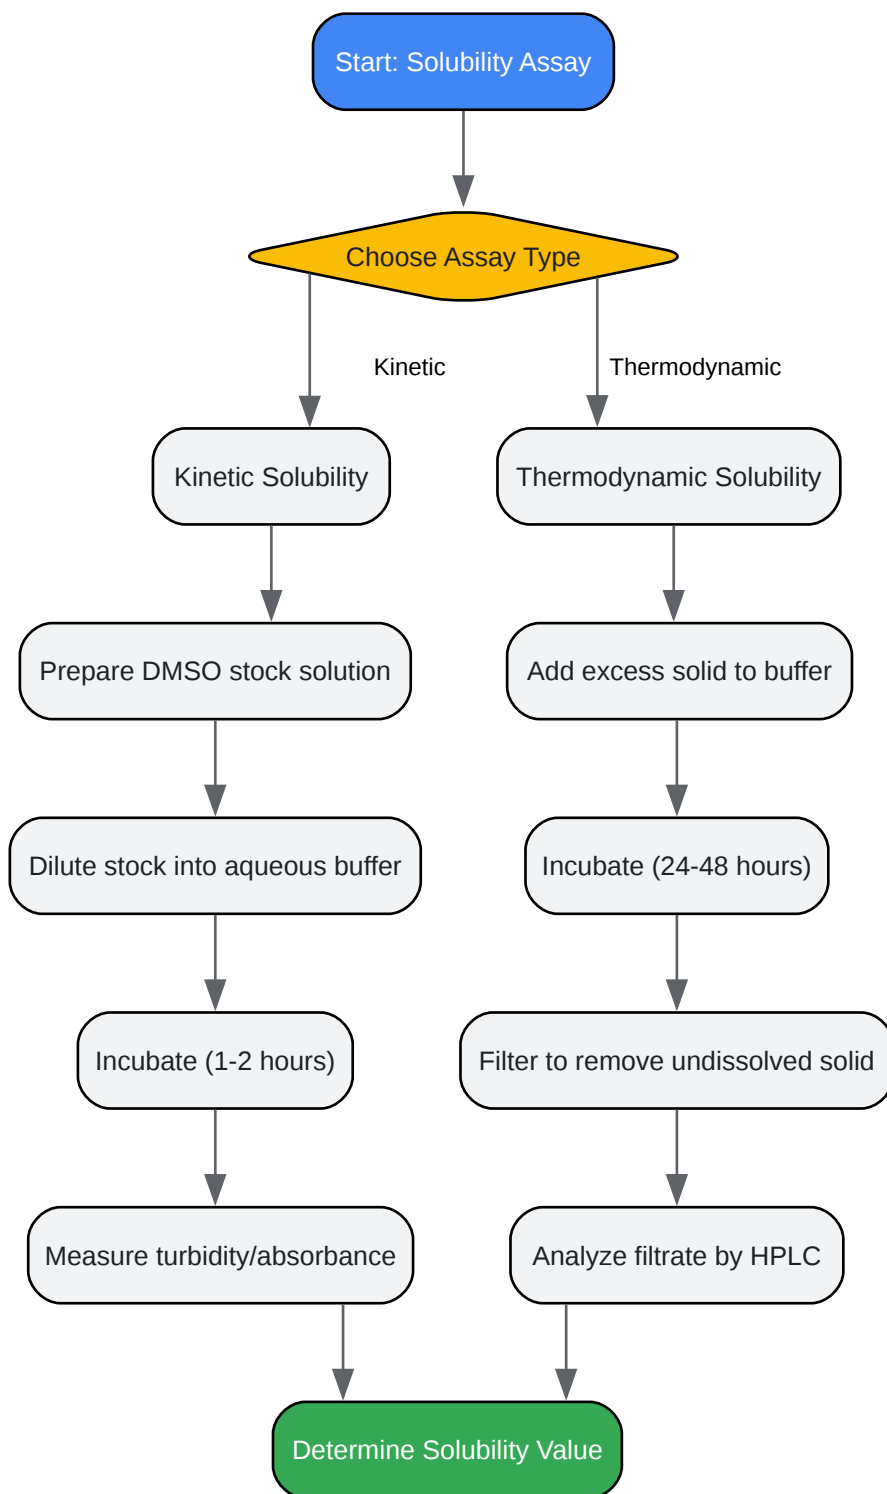 Start: Solubility Assay
Choose Assay Type
Kinetic
Thermodynamic
Kinetic Solubility
Thermodynamic Solubility
Prepare DMSO stock solution
Add excess solid to buffer
Dilute stock into aqueous buffer
Incubate (24-48 hours)
Incubate (1-2 hours)
Filter to remove undissolved solid
Measure turbidity/absorbance
Analyze filtrate by HPLC
Determine Solubility Value